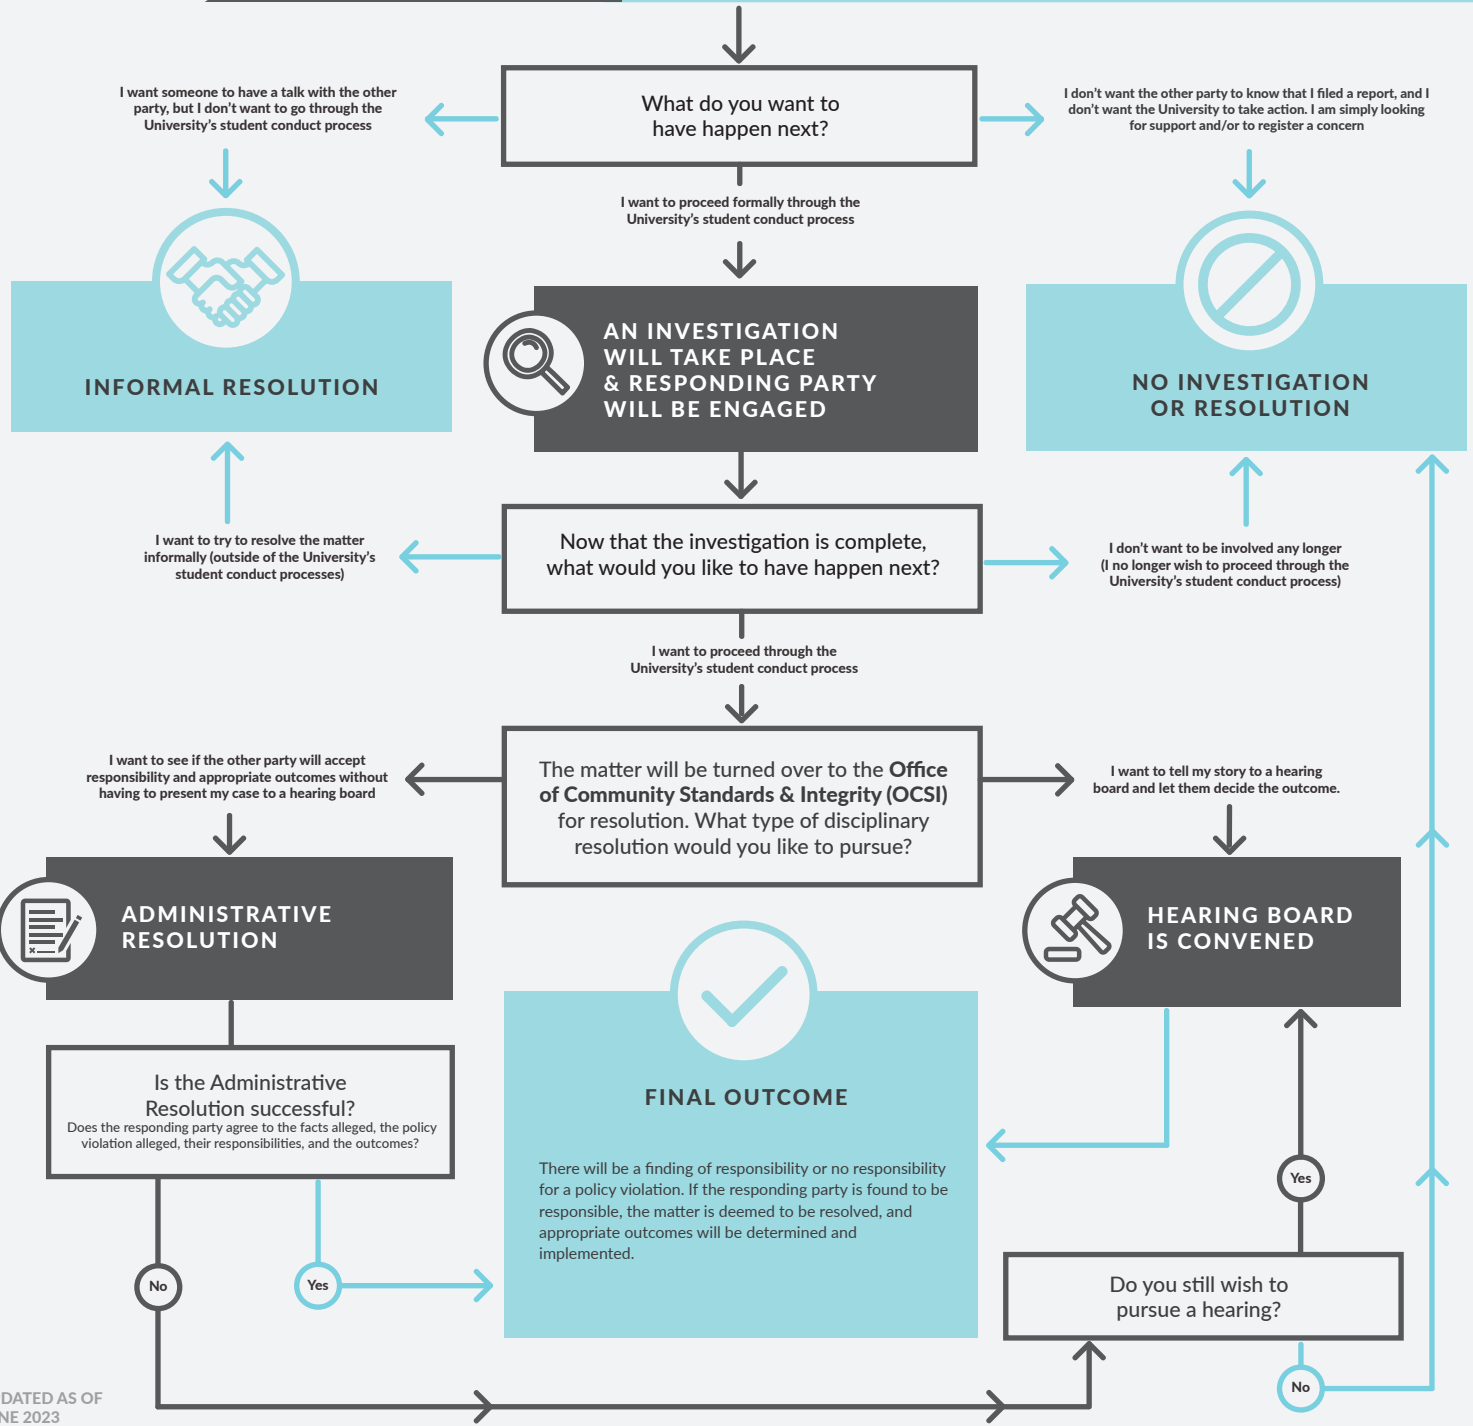 What do you want to
have happen next?
I want someone to have a talk with the other
party, but I don't want to go through the
University's student conduct process
I don't want the other party to know that I filed a report, and I
don't want the University to take action. I am simply looking
for support and/or to register a concern
I want to proceed formally through the
University's student conduct process
INFORMAL RESOLUTION
AN INVESTIGATION
WILL TAKE PLACE
& RESPONDING PARTY
WILL BE ENGAGED
NO INVESTIGATION
OR RESOLUTION
I want to try to resolve the matter
informally (outside of the University's
student conduct processes)
Now that the investigation is complete,
what would you like to have happen next?
I don't want to be involved any longer
(I no longer wish to proceed through the
University's student conduct process)
I want to proceed through the
University's student conduct process
I want to see if the other party will accept
responsibility and appropriate outcomes without
having to present my case to a hearing board
The matter will be turned over to the Office
of Community Standards & Integrity (OCSI)
for resolution. What type of disciplinary
resolution would you like to pursue?
I want to tell my story to a hearing
board and let them decide the outcome.
ADMINISTRATIVE
RESOLUTION
HEARING BOARD
IS CONVENED
Is the Administrative
Resolution successful?
Does the responding party agree to the facts alleged, the policy
violation alleged, their responsibilities, and the outcomes?
FINAL OUTCOME
There will be a finding of responsibility or no responsibility
for a policy violation. If the responding party is found to be
responsible, the matter is deemed to be resolved, and
appropriate outcomes will be determined and
implemented.
Yes
No
Yes
Do you still wish to
pursue a hearing?
No
DATED AS OF
NE 2023